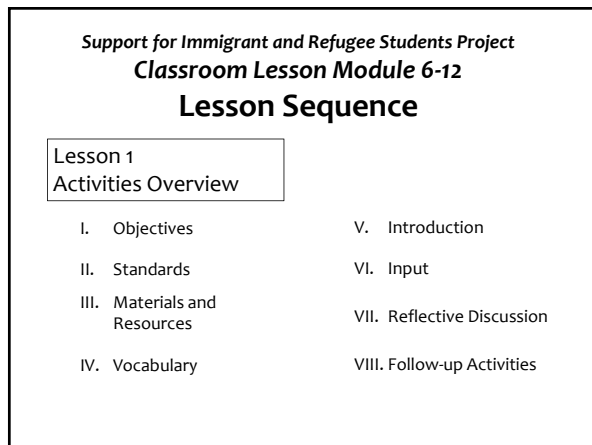 Support for Immigrant and Refugee Students Project
Classroom Lesson Module 6-12
Lesson Sequence
Lesson 1
Activities Overview
I. Objectives
II. Standards
III. Materials and
Resources
IV. Vocabulary
V. Introduction
VI. Input
VII. Reflective Discussion
VIII. Follow-up Activities